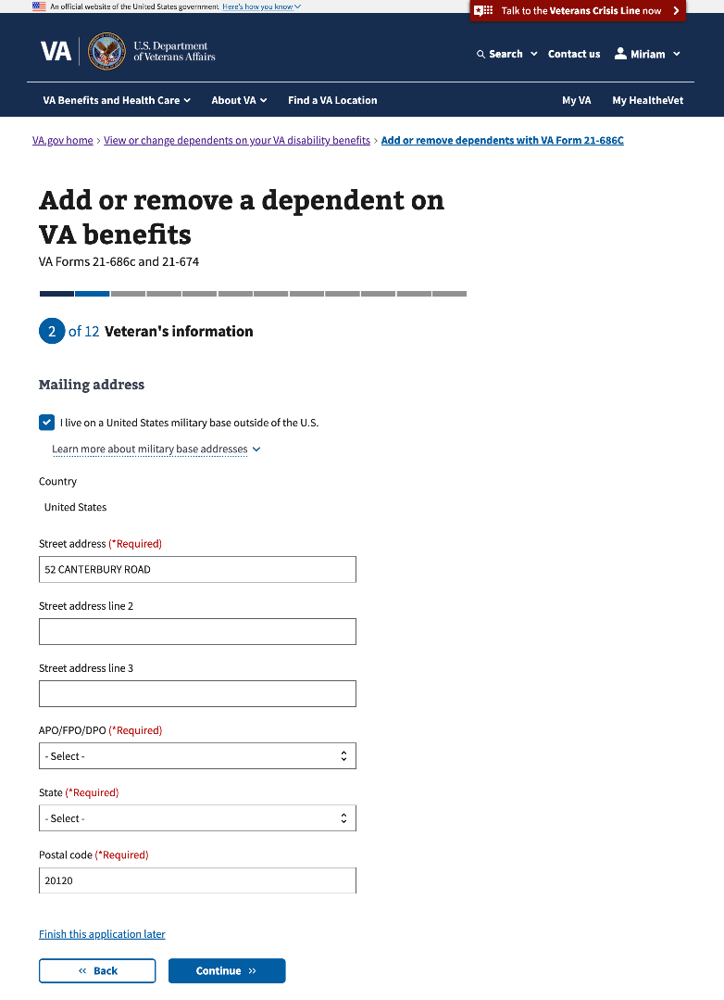 An official website of the United States government Here's how you know
Talk to the Veterans Crisis Line now
VA U.S. Department
of Veterans Affairs
Search Contact us Miriam
VA Benefits and Health Care About VA Find a VA Location My VA My HealtheVet
VA.gov home › View or change dependents on your VA disability benefits › Add or remove dependents with VA Form 21-686C
Add or remove a dependent on
VA benefits
VA Forms 21-686c and 21-674
2 of 12 Veteran's information
Mailing address
I live on a United States military base outside of the U.S.
Learn more about military base addresses
Country
United States
Street address (*Required)
52 CANTERBURY ROAD
Street address line 2
Street address line 3
APO/FPO/DPO (*Required)
- Select -
State (*Required)
- Select -
Postal code (*Required)
20120
Finish this application later
« Back Continue »